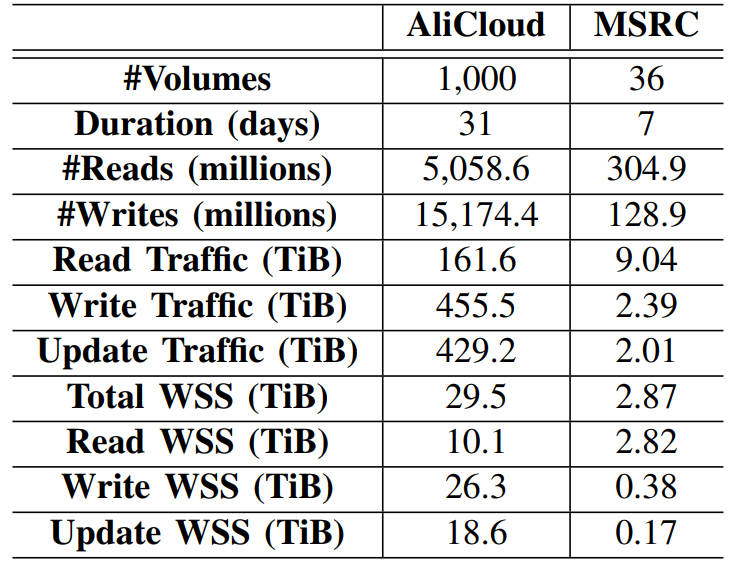 AliCloud MSRC
#Volumes 1,000 36
Duration (days) 31 7
#Reads (millions) 5,058.6 304.9
#Writes (millions) 15,174.4 128.9
Read Traffic (TiB) 161.6 9.04
Write Traffic (TiB) 455.5 2.39
Update Traffic (TiB) 429.2 2.01
Total WSS (TiB) 29.5 2.87
Read WSS (TiB) 10.1 2.82
Write WSS (TiB) 26.3 0.38
Update WSS (TiB) 18.6 0.17